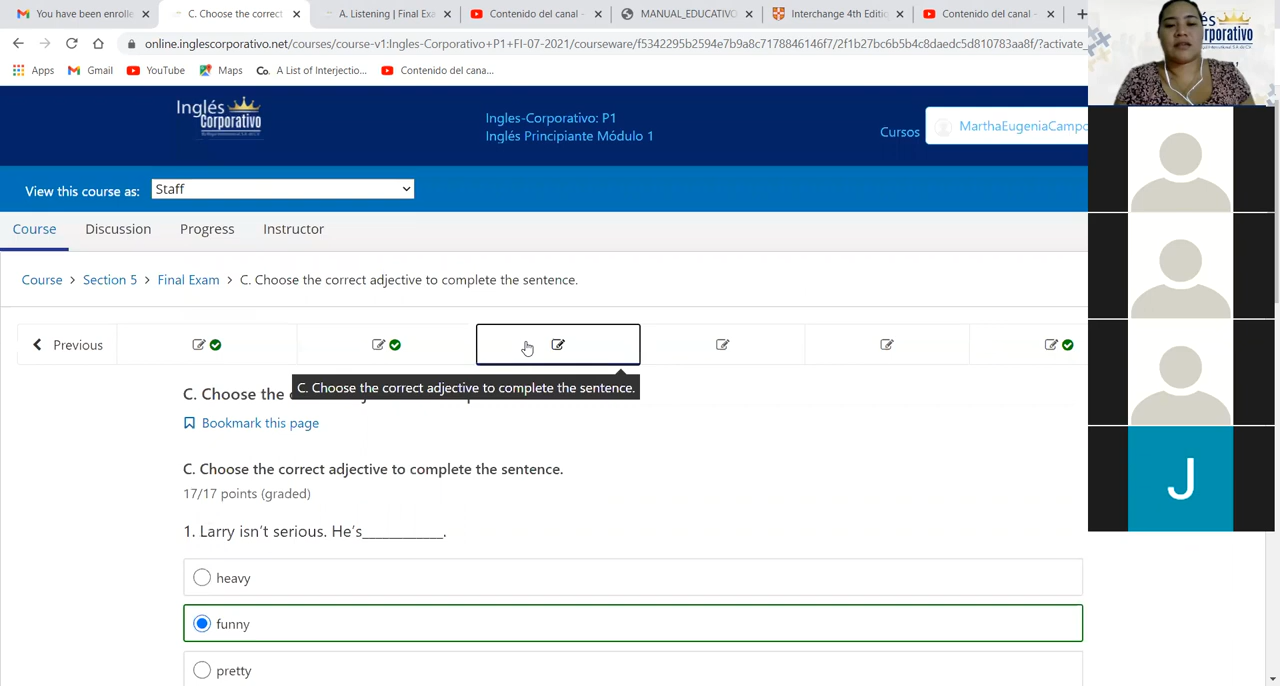 You have been enrolle
C. Choose the correct
A. Listening | Final Exa
Contenido del canal -
MANUAL_EDUCATIVO
Interchange 4th Editio
Contenido del canal -
online.inglescorporativo.net/courses/course-v1:Ingles-Corporativo+P1+FI-07-2021/courseware/f5342295b2594e7b9a8c7178846146f7/2f1b27bc6b5b4c8daedc5d810783aa8f/?activate_
Apps
Gmail
YouTube
Maps
Co.
A List of Interjectio...
Contenido del cana...
Inglés
Corporativo
Ingles-Corporativo: P1
Inglés Principiante Módulo 1
Cursos
MarthaEugeniaCampo
View this course as:
Staff
Course
Discussion
Progress
Instructor
Course > Section 5 > Final Exam > C. Choose the correct adjective to complete the sentence.
Previous
C. Choose the correct adjective to complete the sentence.
C. Choose the
Bookmark this page
C. Choose the correct adjective to complete the sentence.
17/17 points (graded)
1. Larry isn't serious. He's__________.
heavy
funny
pretty
J